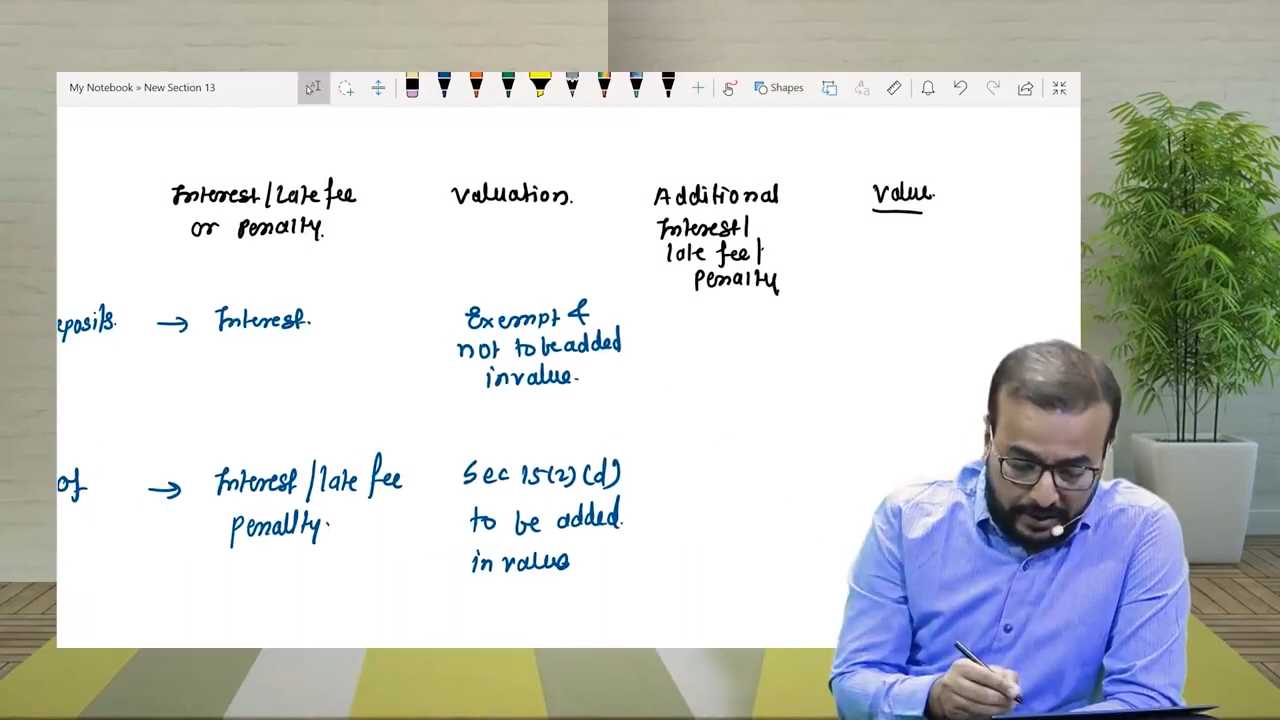 My Notebook » New Section 13
Shapes
Interest/Late fee
or Penalty.
Valuation.
Additional
Interest/
late fee/
Penalty
Value.
eposits. → Interest.
Exempt &
not to be added
in value.
of → Interest/late fee
Penallty.
Sec 15(2)(d)
to be added.
in value